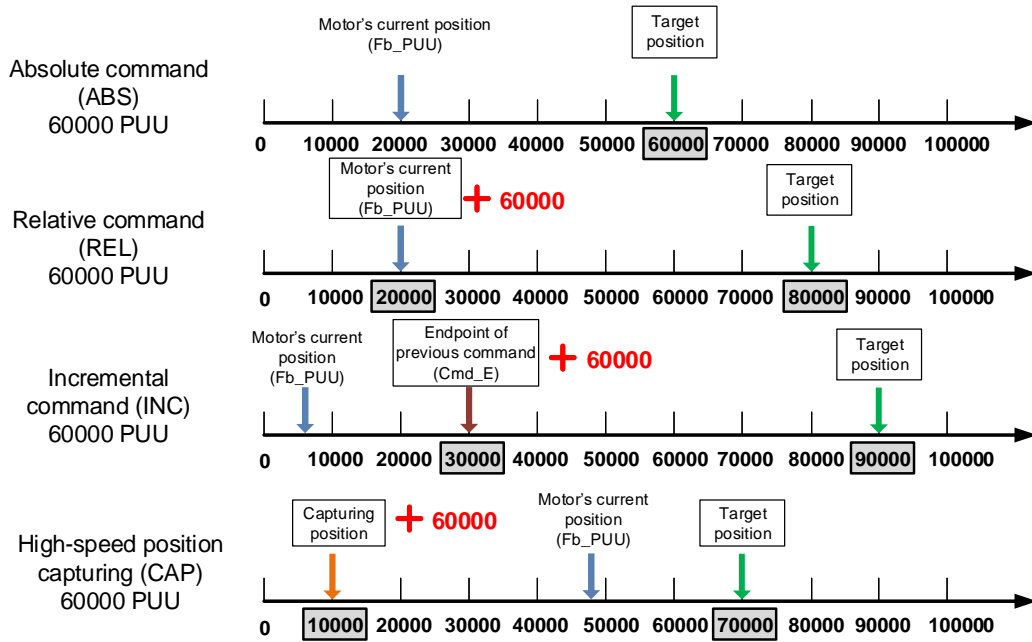 Motor's current position
(Fb_PUU)
Target
position
Absolute command
(ABS)
60000 PUU
0 10000 20000 30000 40000 50000 60000 70000 80000 90000 100000
Motor's current
position
(Fb_PUU)
+ 60000
Target
position
Relative command
(REL)
60000 PUU
0 10000 20000 30000 40000 50000 60000 70000 80000 90000 100000
Motor's current
position
(Fb_PUU)
Endpoint of
previous command
(Cmd_E)
+ 60000
Target
position
Incremental
command (INC)
60000 PUU
0 10000 20000 30000 40000 50000 60000 70000 80000 90000 100000
Capturing
position
+ 60000
Motor's current
position
(Fb_PUU)
Target
position
High-speed position
capturing (CAP)
60000 PUU
0 10000 20000 30000 40000 50000 60000 70000 80000 90000 100000